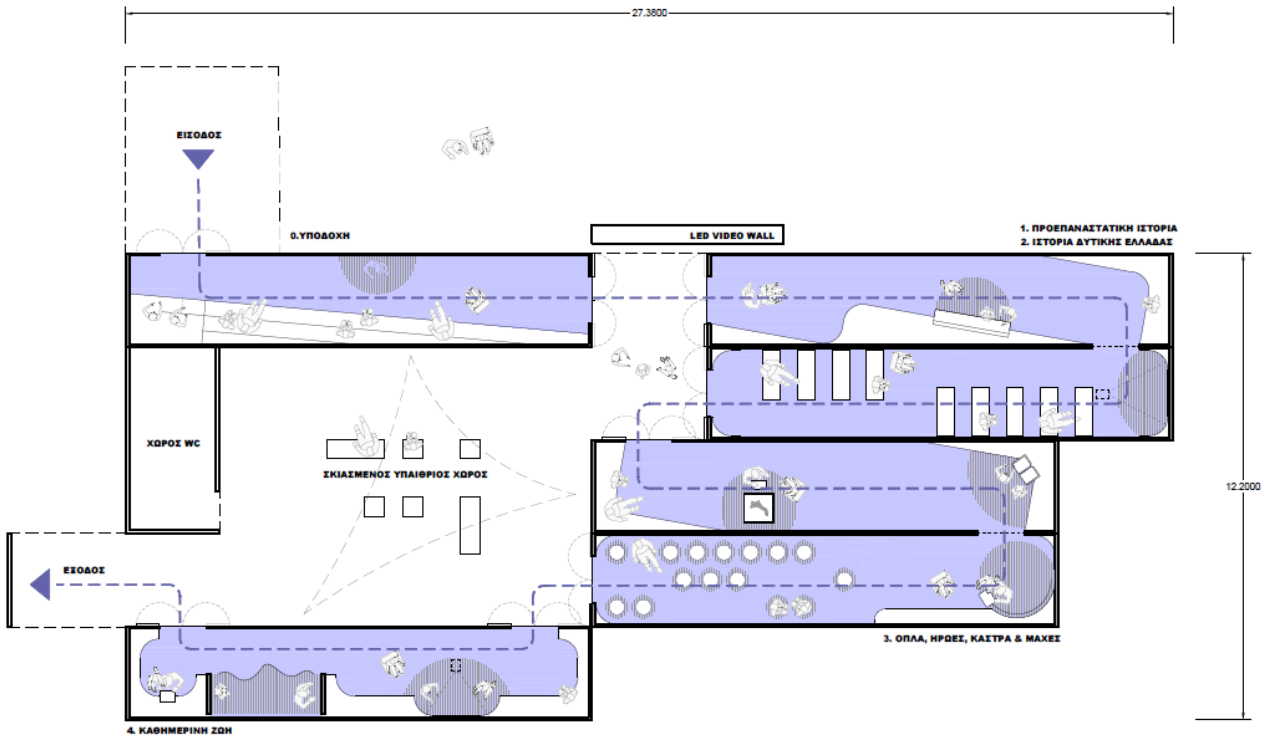 27.3800
ΕΙΣΟΔΟΣ
0.ΥΠΟΔΟΧΗ
LED VIDEO WALL
1. ΠΡΟΕΠΑΝΑΣΤΑΤΙΚΗ ΙΣΤΟΡΙΑ
2. ΙΣΤΟΡΙΑ ΔΥΤΙΚΗΣ ΕΛΛΑΔΑΣ
ΧΩΡΟΣ WC
ΣΚΙΑΣΜΕΝΟΣ ΥΠΑΙΘΡΙΟΣ ΧΩΡΟΣ
12.2000
ΕΞΟΔΟΣ
3. ΟΠΛΑ, ΗΡΩΕΣ, ΚΑΣΤΡΑ & ΜΑΧΕΣ
4. ΚΑΘΗΜΕΡΙΝΗ ΖΩΗ